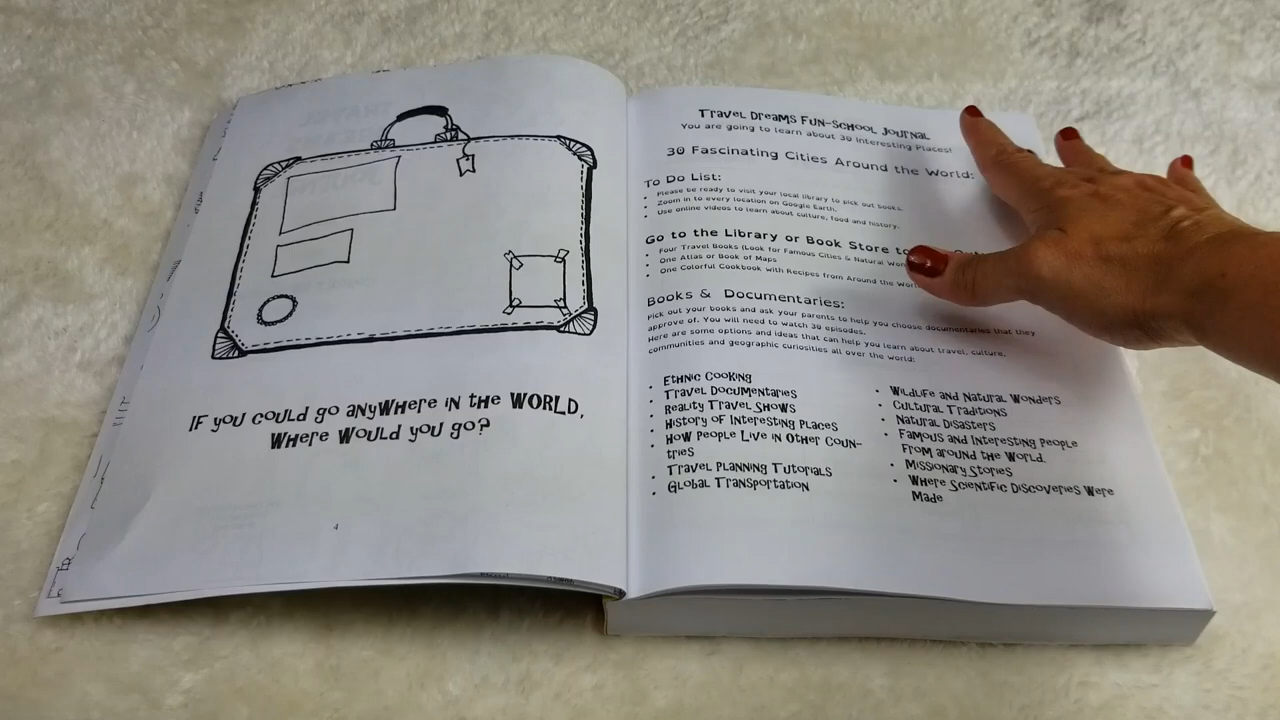 IF you could go anywhere in the WORLD,
Where Would you go?
4
Travel Dreams Fun-School Journal
You are going to learn about 30 Interesting Places!
30 Fascinating Cities Around the World:
To Do List:
• Please be ready to visit your local library to pick out books.
• Zoom in to every location on Google Earth.
• Use online videos to learn about culture, food and history.
Go to the Library or Book Store to
• Four Travel Books (Look for Famous Cities & Natural
• One Atlas or Book of Maps
• One Colorful Cookbook with Recipes from Around the
Books & Documentaries:
Pick out your books and ask your parents to help you choose documentaries that they
approve of. You will need to watch 30 episodes.
Here are some options and ideas that can help you learn about travel, culture,
communities and geographic curiosities all over the world:
• Ethnic Cooking
• Travel Documentaries
• Reality Travel Shows
• History of Interesting Places
• How People Live in Other Coun-
tries
• Travel Planning Tutorials
• Global Transportation
• Wildlife and Natural Wonders
• Cultural Traditions
• Natural Disasters
• Famous and Interesting People
From around the World.
• Missionary Stories
• Where Scientific Discoveries Were
Made